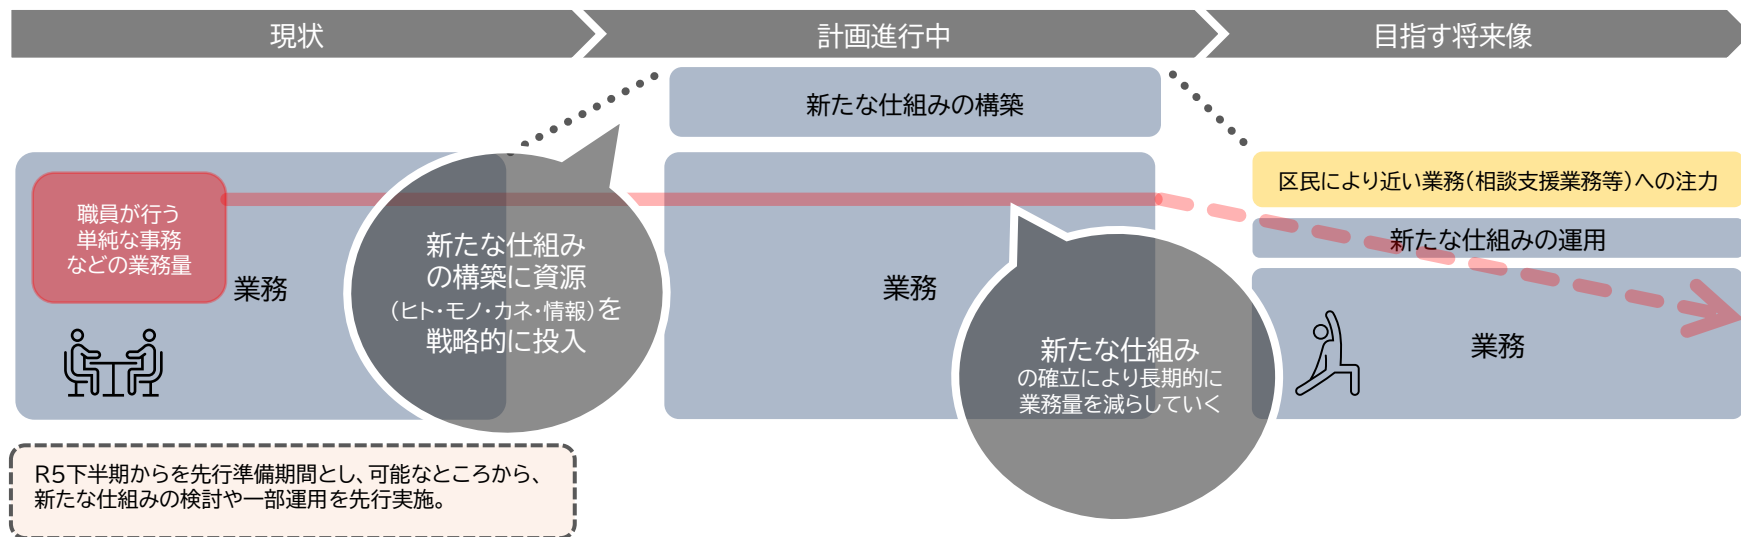 現状
計画進行中
目指す将来像
新たな仕組みの構築
職員が行う
単純な事務
などの業務量
業務
新たな仕組み
の構築に資源
（ヒト・モノ・カネ・情報）を
戦略的に投入
業務
新たな仕組み
の確立により長期的に
業務量を減らしていく
区民により近い業務（相談支援業務等）への注力
新たな仕組みの運用
業務
R5下半期からを先行準備期間とし、可能なところから、
新たな仕組みの検討や一部運用を先行実施。